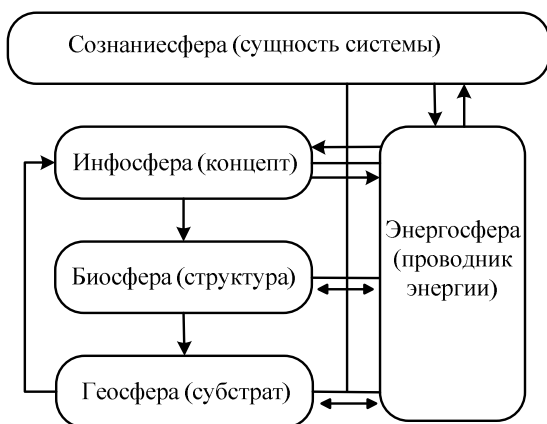 Сознаниесфера (сущность системы)
Инфосфера (концепт)
Биосфера (структура)
Геосфера (субстрат)
Энергосфера
(проводник
энергии)